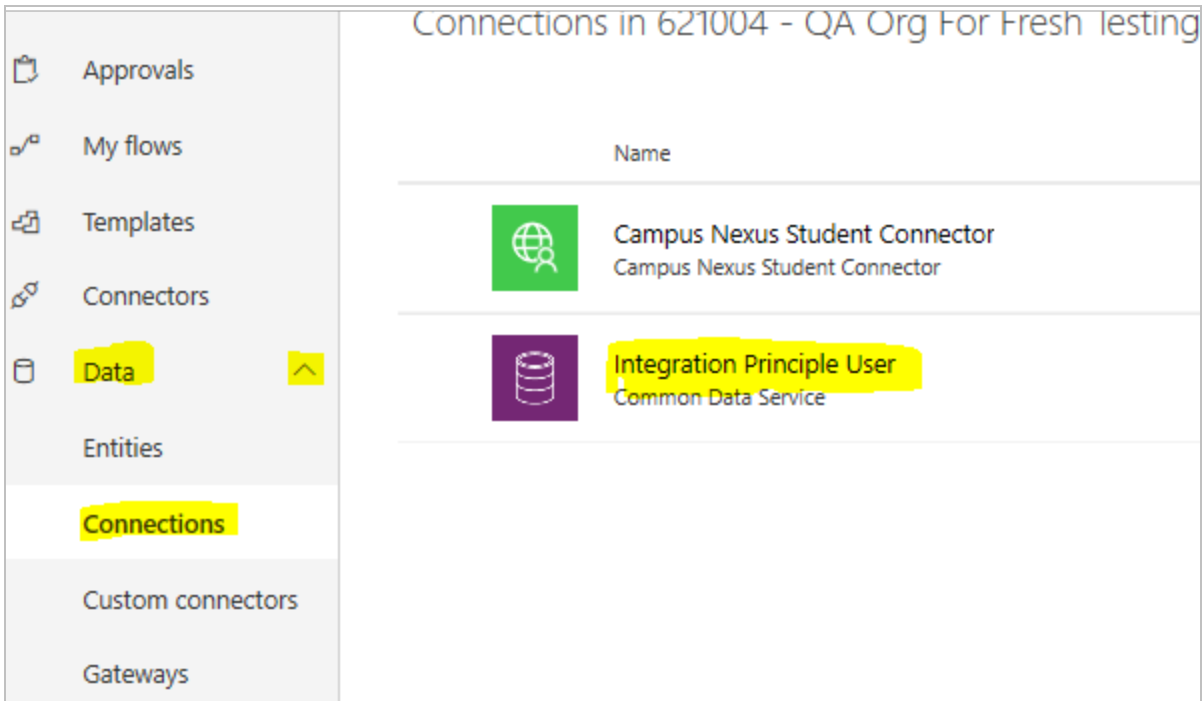 Connections in 621004 - QA Org For Fresh Testing
Approvals
My flows
Templates
Connectors
Data
Entities
Connections
Custom connectors
Gateways
Name
Campus Nexus Student Connector
Campus Nexus Student Connector
Integration Principle User
Common Data Service